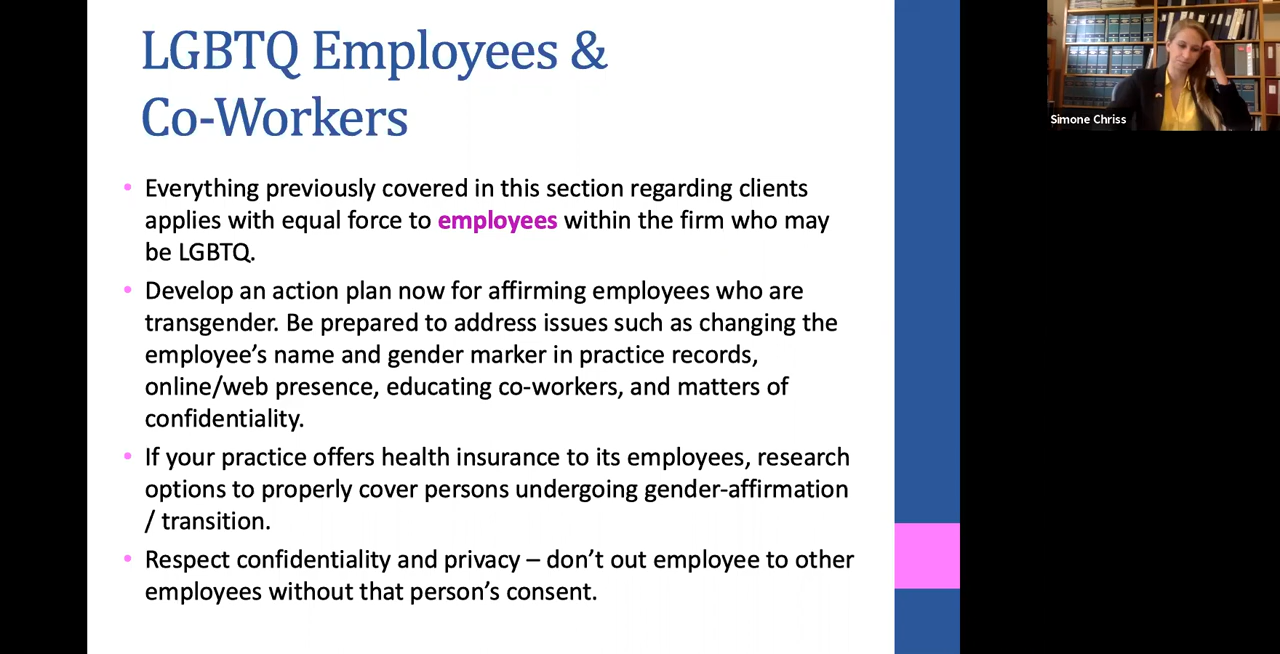 LGBTQ Employees &
Co-Workers
• Everything previously covered in this section regarding clients
applies with equal force to employees within the firm who may
be LGBTQ.
• Develop an action plan now for affirming employees who are
transgender. Be prepared to address issues such as changing the
employee’s name and gender marker in practice records,
online/web presence, educating co-workers, and matters of
confidentiality.
• If your practice offers health insurance to its employees, research
options to properly cover persons undergoing gender-affirmation
/ transition.
• Respect confidentiality and privacy – don’t out employee to other
employees without that person’s consent.
Simone Chriss